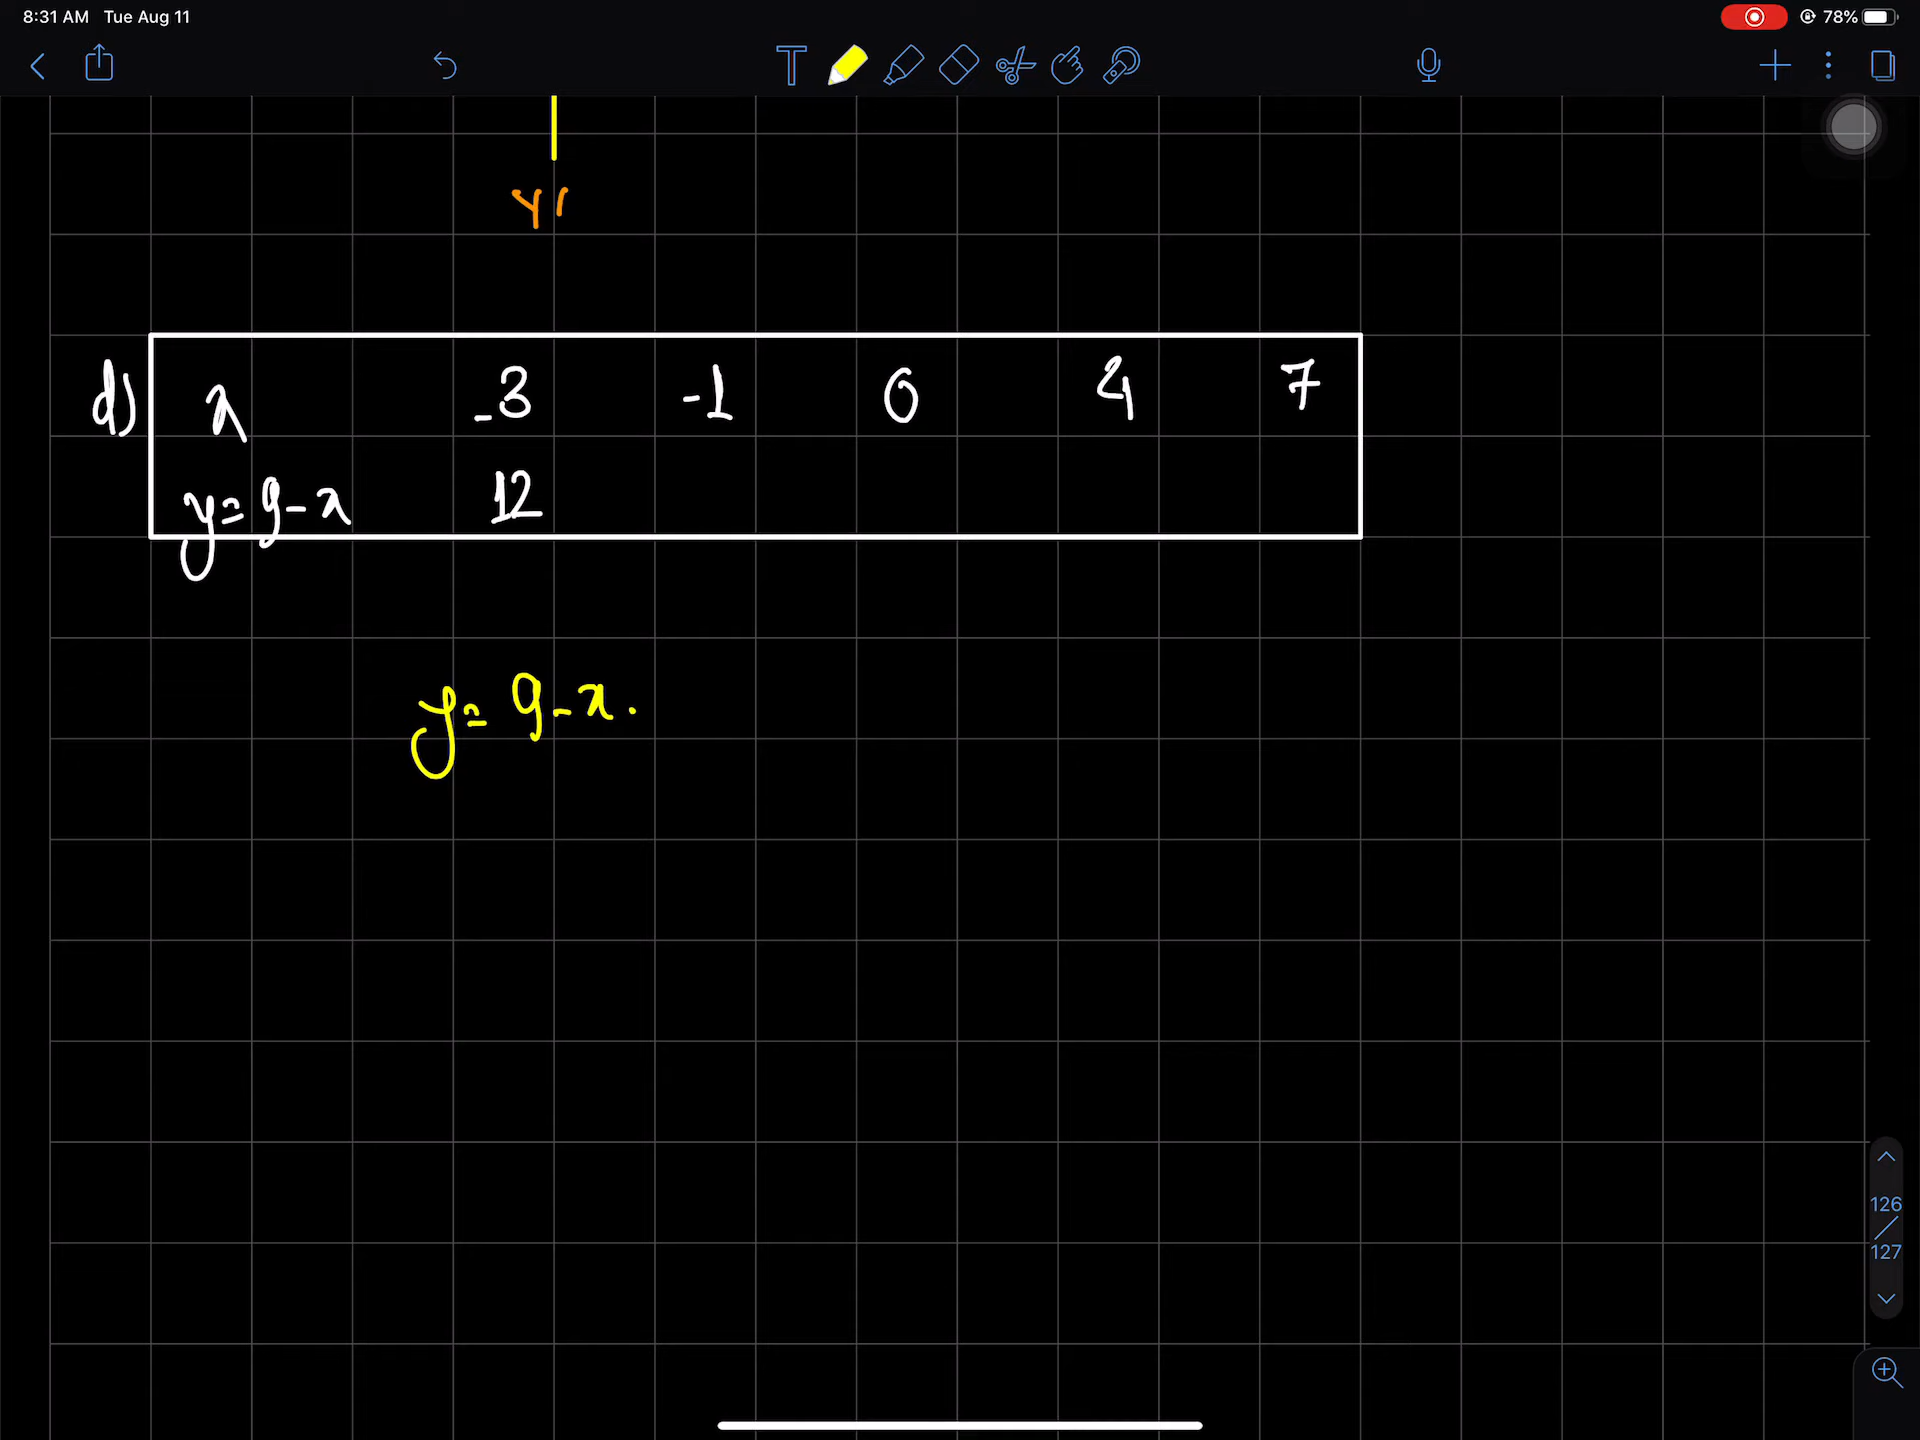 8:31 AM Tue Aug 11
78%
T
y'
d) x -3 -1 0 4 7
y = 9 - x 12
y = 9 - x .
126
127